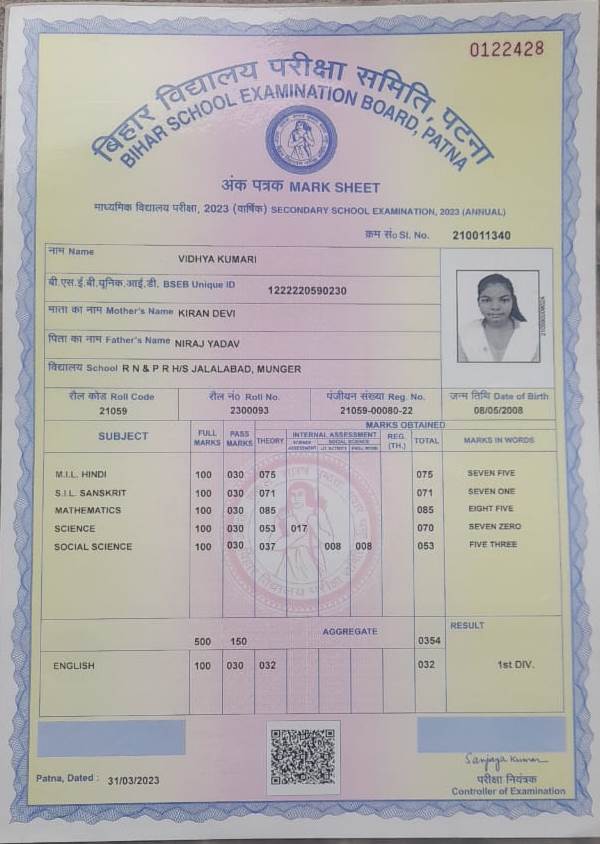 0122428
बिहार विद्यालय परीक्षा समिति, पटना
BIHAR SCHOOL EXAMINATION BOARD, PATNA
अंक पत्रक MARK SHEET
माध्यमिक विद्यालय परीक्षा, 2023 (वार्षिक) SECONDARY SCHOOL EXAMINATION, 2023 (ANNUAL)
क्रम सं० Sl. No. 210011340
नाम Name VIDHYA KUMARI
बी.एस.ई.बी.यूनिक.आई.डी. BSEB Unique ID 1222220590230
माता का नाम Mother's Name KIRAN DEVI
पिता का नाम Father's Name NIRAJ YADAV
विद्यालय School R N & P R H/S JALALABAD, MUNGER
रौल कोड Roll Code रौल नं० Roll No. पंजीयन संख्या Reg. No. जन्म तिथि Date of Birth
21059 2300093 21059-00080-22 08/05/2008
SUBJECT FULL MARKS PASS MARKS THEORY MARKS OBTAINED INTERNAL ASSESSMENT REG. (TH.) TOTAL MARKS IN WORDS
SCIENCE ASSESSMENT SOCIAL SCIENCE
M.I.L. HINDI 100 030 075 075 SEVEN FIVE
S.I.L. SANSKRIT 100 030 071 071 SEVEN ONE
MATHEMATICS 100 030 085 085 EIGHT FIVE
SCIENCE 100 030 053 017 070 SEVEN ZERO
SOCIAL SCIENCE 100 030 037 008 008 053 FIVE THREE
500 150 AGGREGATE 0354 RESULT
ENGLISH 100 030 032 032 1st DIV.
Patna, Dated : 31/03/2023
Sanjaya Kumar
परीक्षा नियंत्रक
Controller of Examination